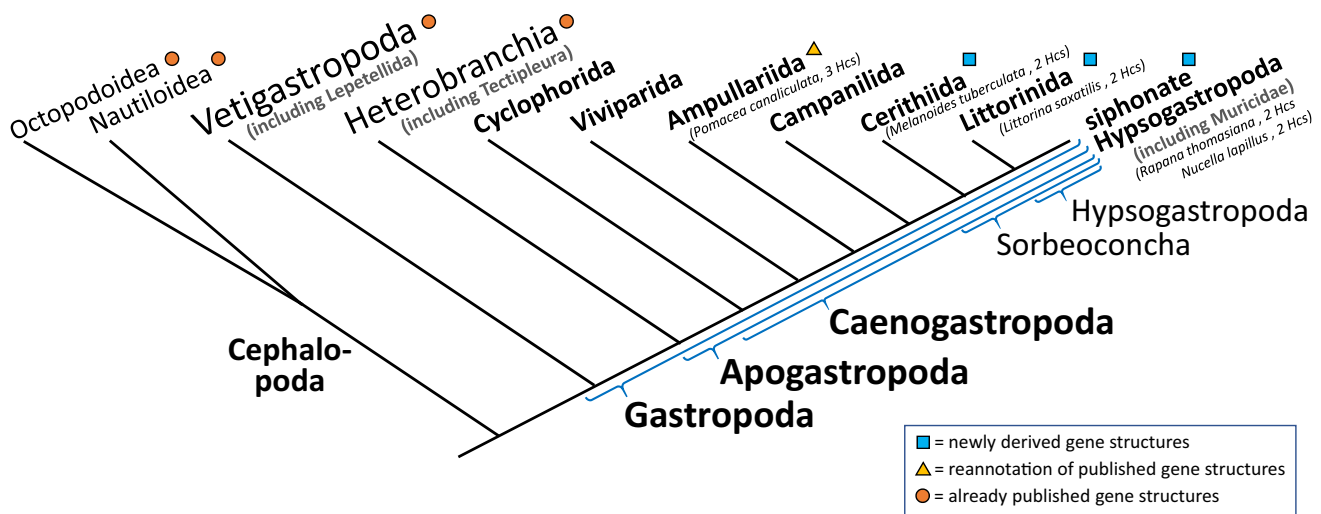 Octopodoidea
Nautiloidea
Vetigastropoda
(including Lepetellida)
Heterobranchia
(including Tectipleura)
Cyclophorida
Viviparida
Ampullariida
(Pomacea canaliculata, 3 Hcs)
Campanilida
Cerithiida
(Melanoides tuberculata , 2 Hcs)
Littorinida
(Littorina saxatilis , 2 Hcs)
siphonate
Hypsogastropoda
(including Muricidae)
(Rapana thomasiana , 2 Hcs
Nucella lapillus , 2 Hcs)
Hypsogastropoda
Sorbeoconcha
Caenogastropoda
Apogastropoda
Gastropoda
Cephalo-
poda
= newly derived gene structures
= reannotation of published gene structures
= already published gene structures